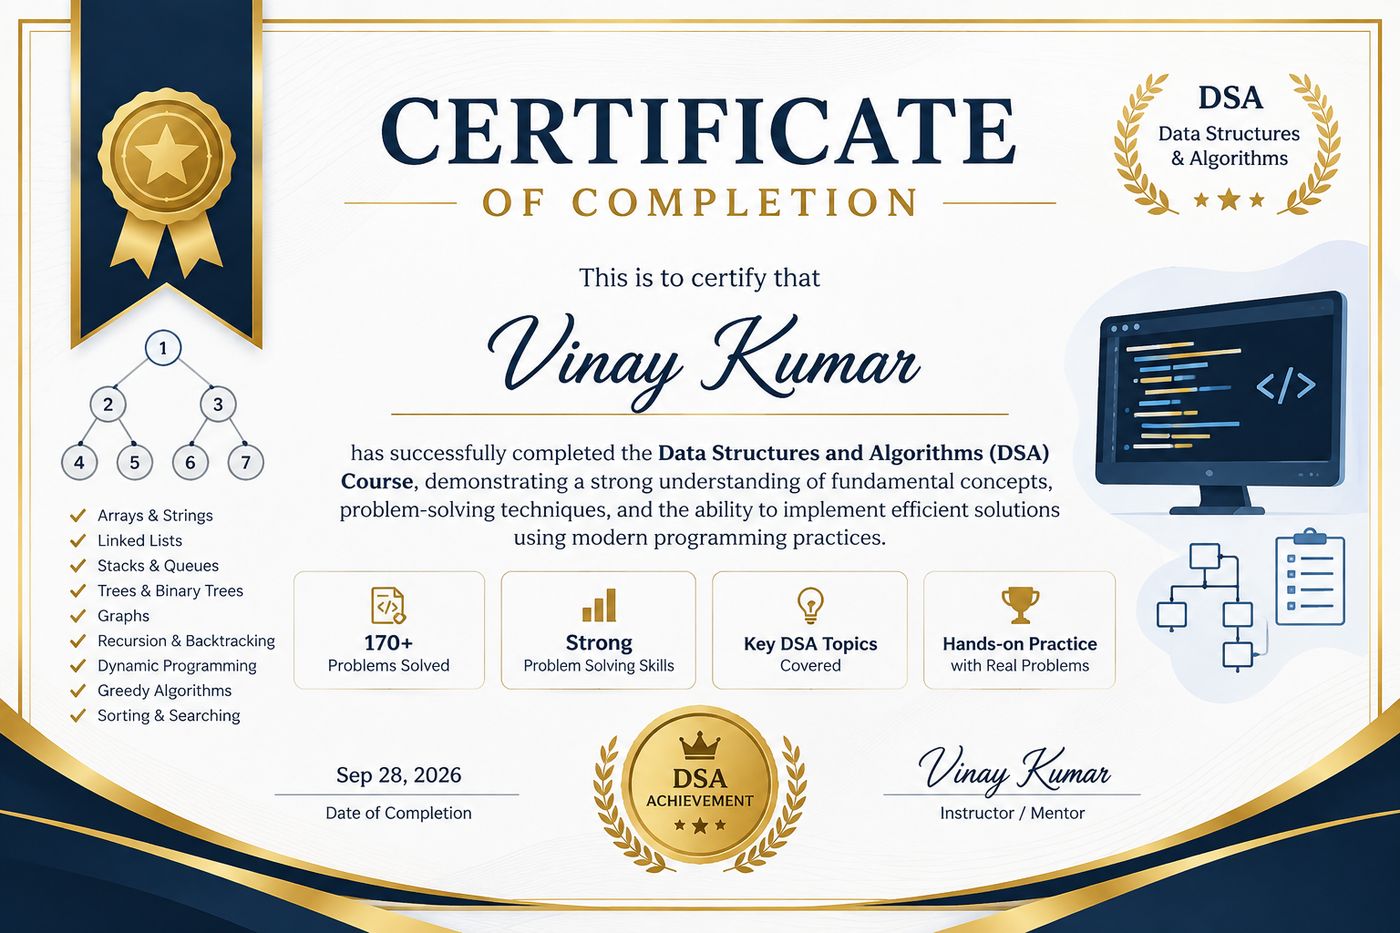 CERTIFICATE
OF COMPLETION
DSA
Data Structures
& Algorithms
This is to certify that
Vinay Kumar
has successfully completed the Data Structures and Algorithms (DSA)
Course, demonstrating a strong understanding of fundamental concepts,
problem-solving techniques, and the ability to implement efficient solutions
using modern programming practices.
1
2
3
4
5
6
7
Arrays & Strings
Linked Lists
Stacks & Queues
Trees & Binary Trees
Graphs
Recursion & Backtracking
Dynamic Programming
Greedy Algorithms
Sorting & Searching
</>
</>
170+
Problems Solved
Strong
Problem Solving Skills
Key DSA Topics
Covered
Hands-on Practice
with Real Problems
Sep 28, 2026
Date of Completion
DSA
ACHIEVEMENT
Vinay Kumar
Instructor / Mentor